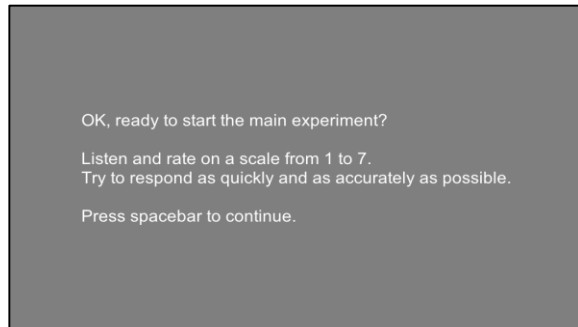 OK, ready to start the main experiment?
Listen and rate on a scale from 1 to 7.
Try to respond as quickly and as accurately as possible.
Press spacebar to continue.